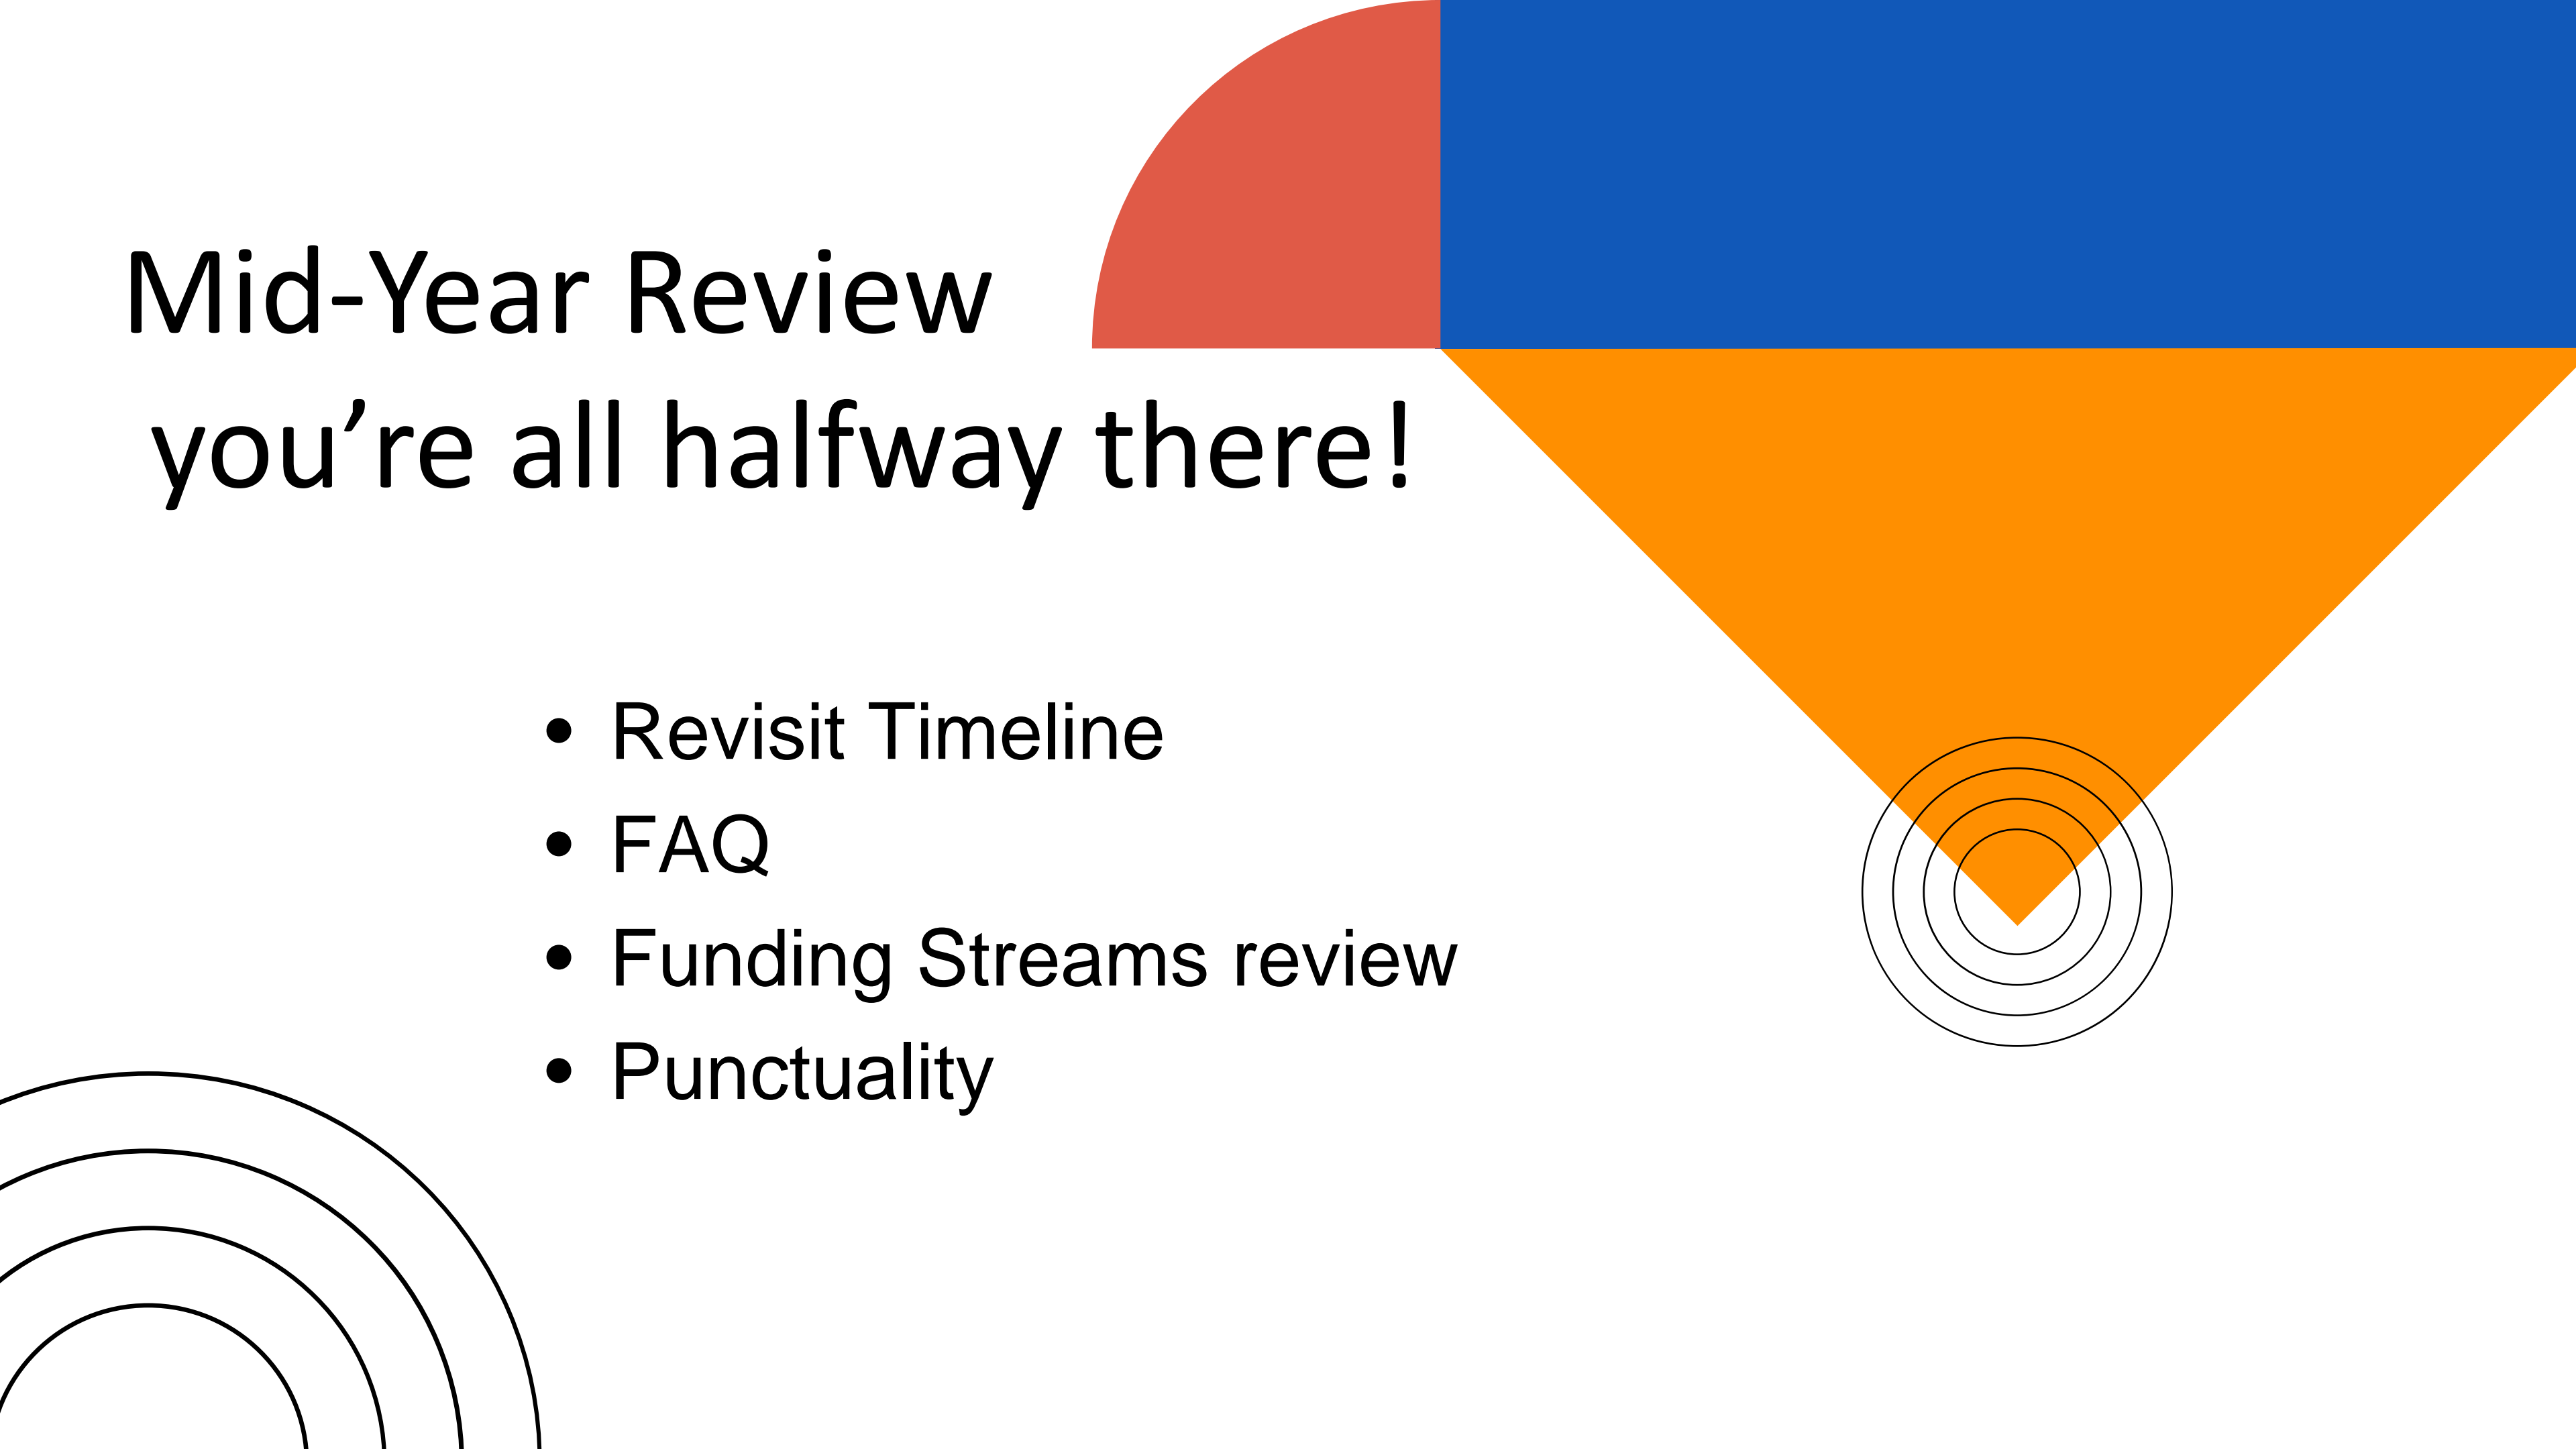 Mid-Year Review
you’re all halfway there!
• Revisit Timeline
• FAQ
• Funding Streams review
• Punctuality